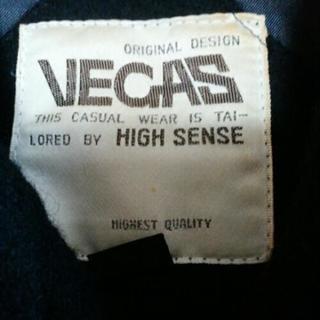 ORIGINAL DESIGN
VEGAS
THIS CASUAL WEAR IS TAI-
LORED BY HIGH SENSE
HIGHEST QUALITY